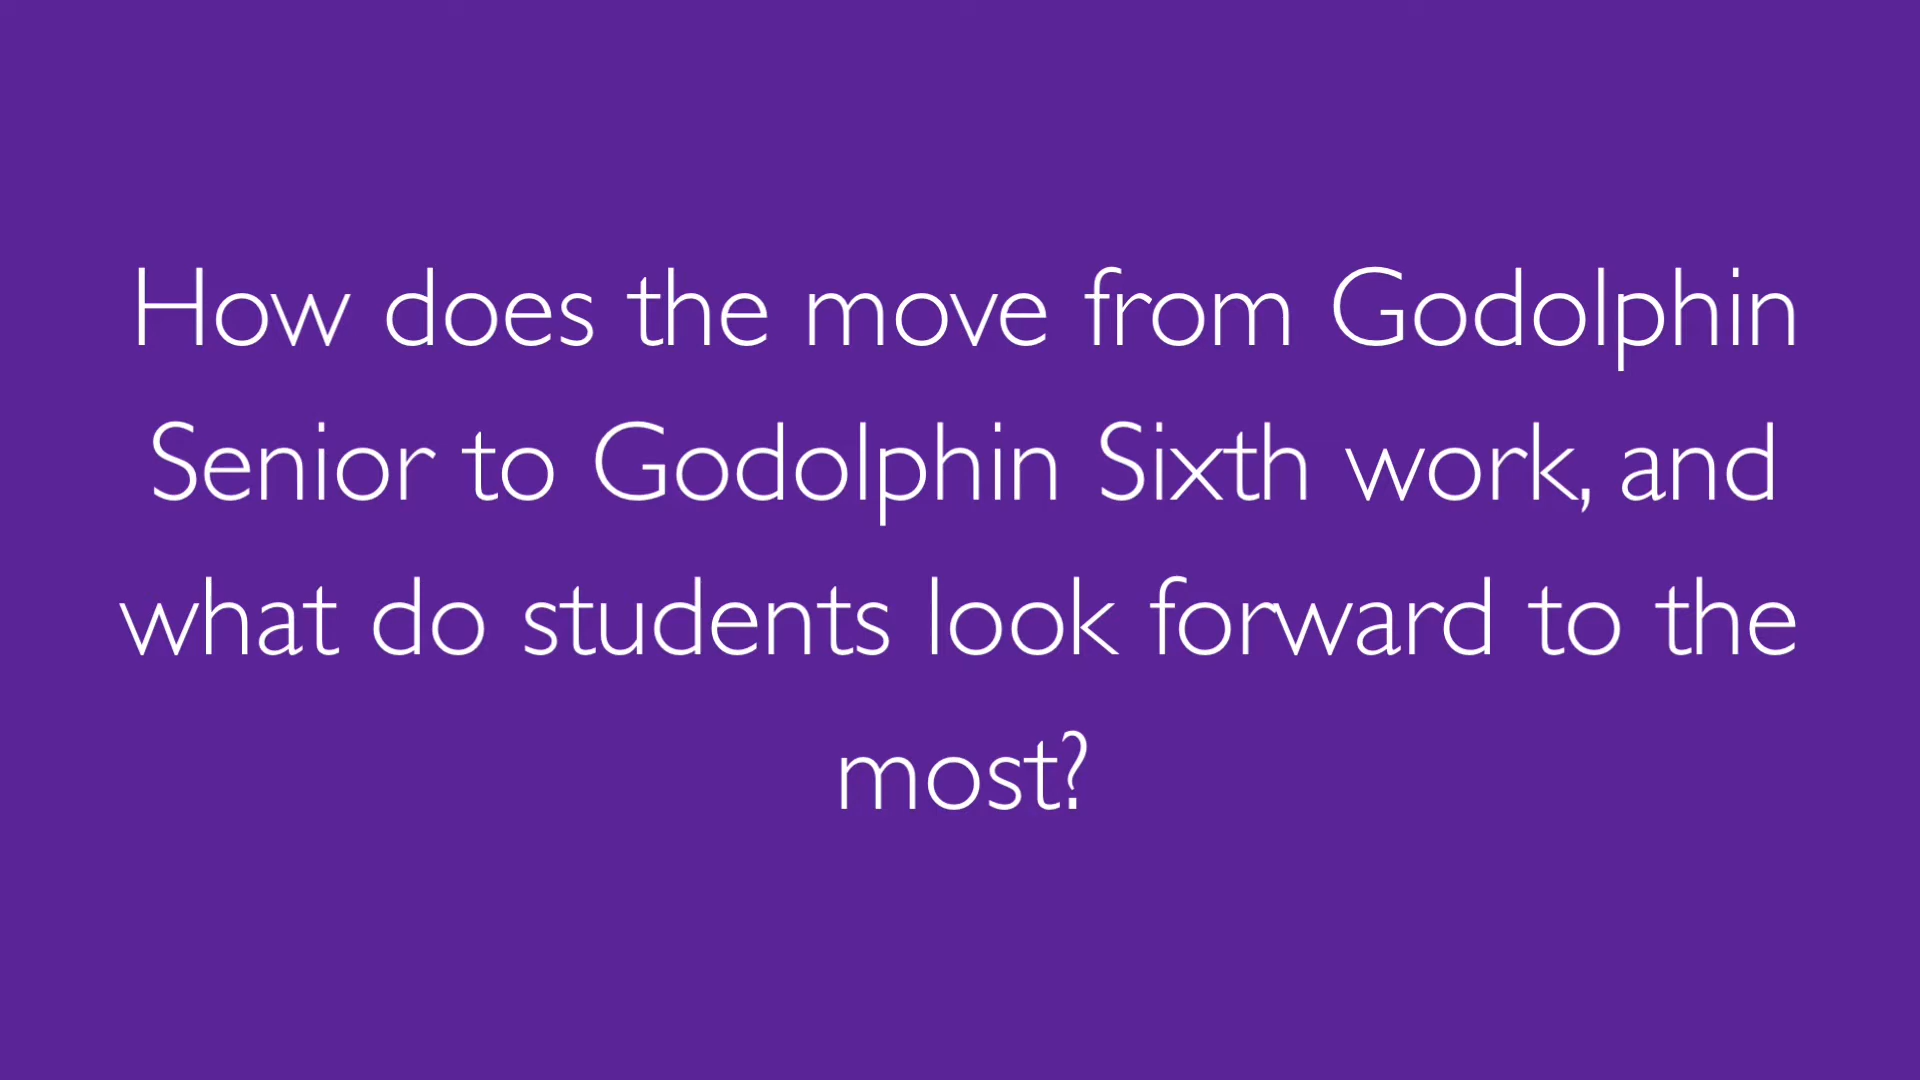 How does the move from Godolphin
Senior to Godolphin Sixth work, and
what do students look forward to the
most?